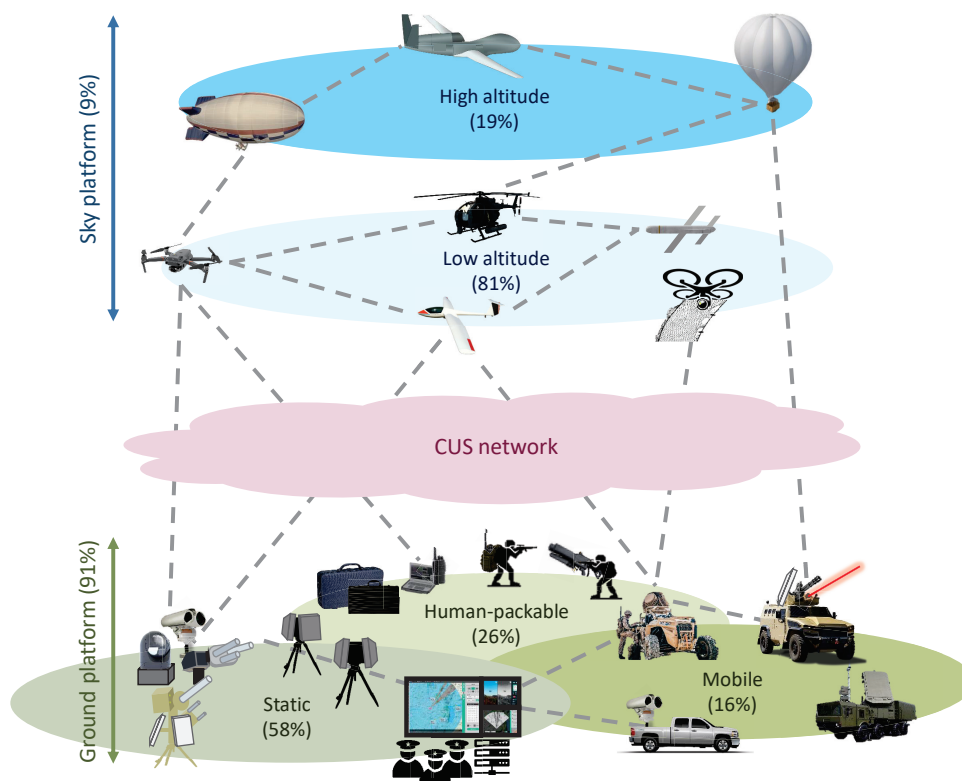 Sky platform (9%)
High altitude
(19%)
Low altitude
(81%)
CUS network
Ground platform (91%)
Human-packable
(26%)
Mobile
(16%)
Static
(58%)